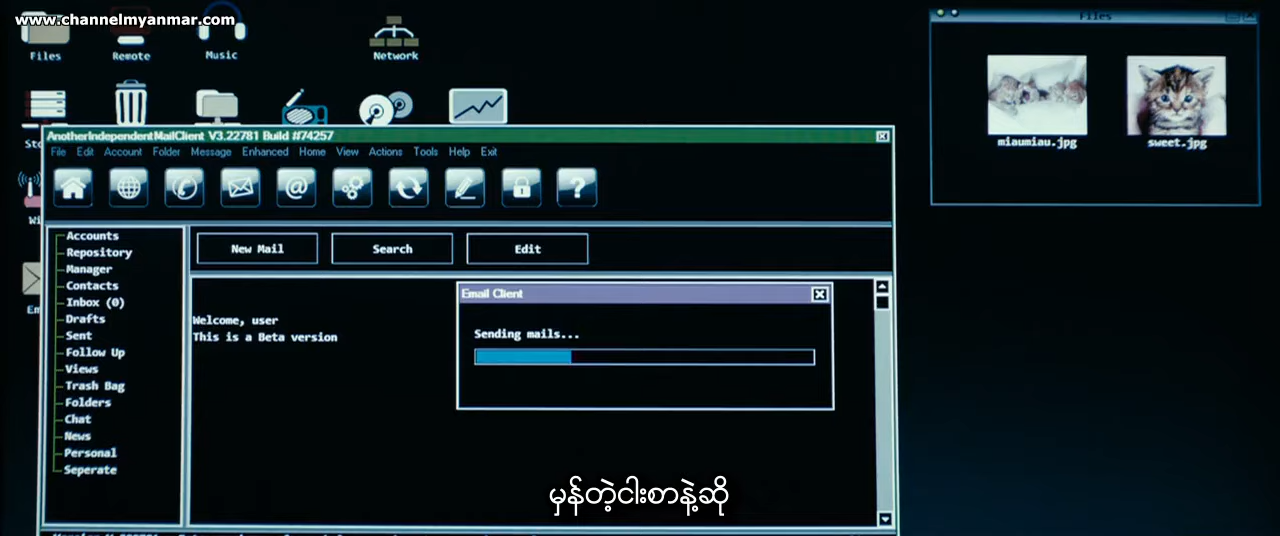 www.channelmyanmar.com
Files
Remote
Music
Network
Files
miaumiau.jpg
sweet.jpg
AnotherIndependentMailClient V3.22781 Build #74257
File Edit Account Folder Message Enhanced Home View Actions Tools Help Exit
New Mail
Search
Edit
Accounts
Repository
Manager
Contacts
Inbox (0)
Drafts
Sent
Follow Up
Views
Trash Bag
Folders
Chat
News
Personal
Seperate
Welcome, user
This is a Beta version
Email Client
Sending mails...
မှန်တဲ့ငါးစာနဲ့ဆို